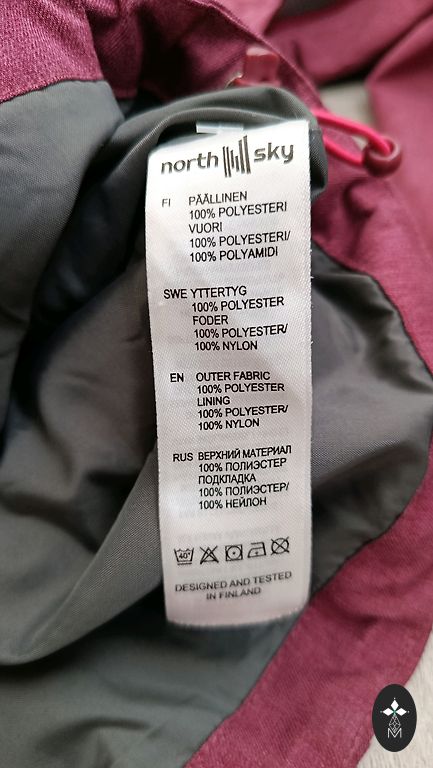 north sky
FI PÄÄLLINEN
100% POLYESTERI
VUORI
100% POLYESTERI/
100% POLYAMIDI
SWE YTTERTYG
100% POLYESTER
FODER
100% POLYESTER/
100% NYLON
EN OUTER FABRIC
100% POLYESTER
LINING
100% POLYESTER/
100% NYLON
RUS ВЕРХНИЙ МАТЕРИАЛ
100% ПОЛИЭСТЕР
ПОДКЛАДКА
100% ПОЛИЭСТЕР/
100% НЕЙЛОН
40°
DESIGNED AND TESTED
IN FINLAND
M